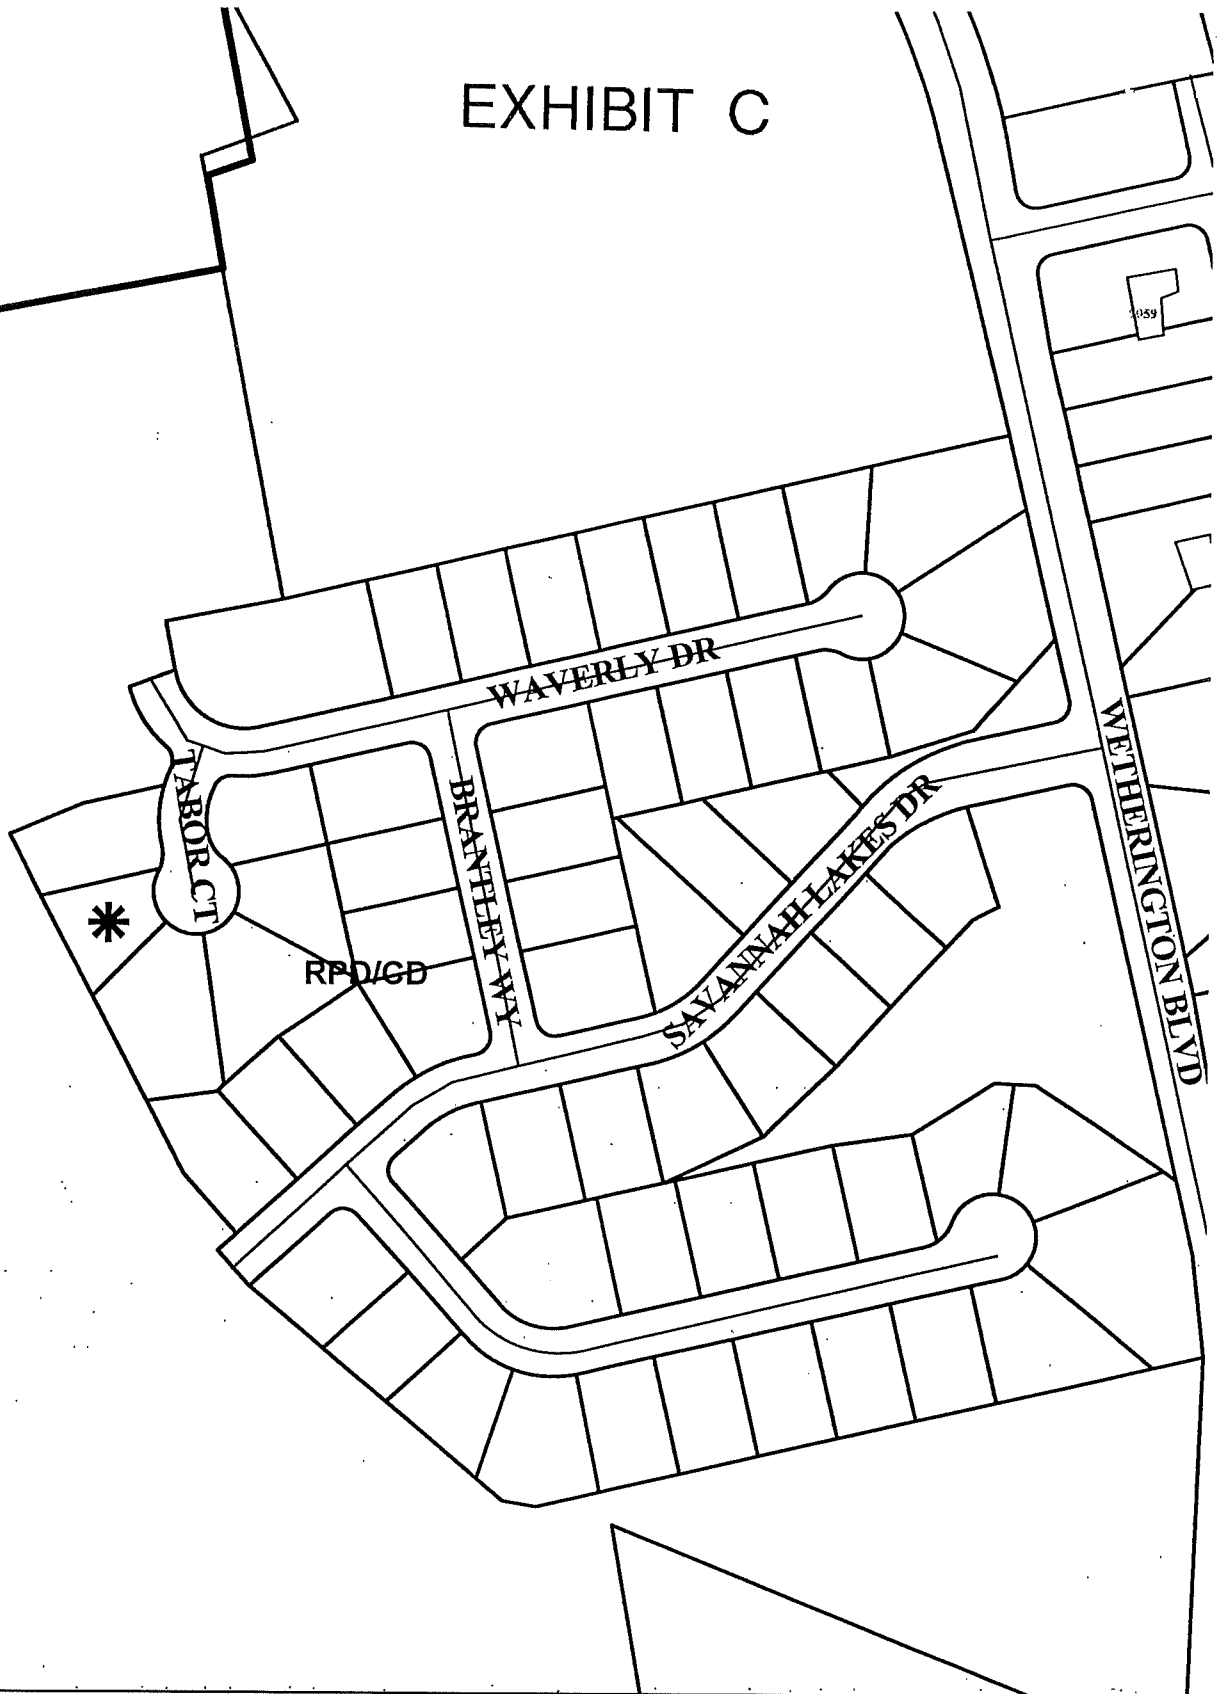 EXHIBIT C
WAVERLY DR
TABOR CT
BRANTLEY WY
SAVANNAH LAKES DR
WETHERINGTON BLVD
RPD/CD